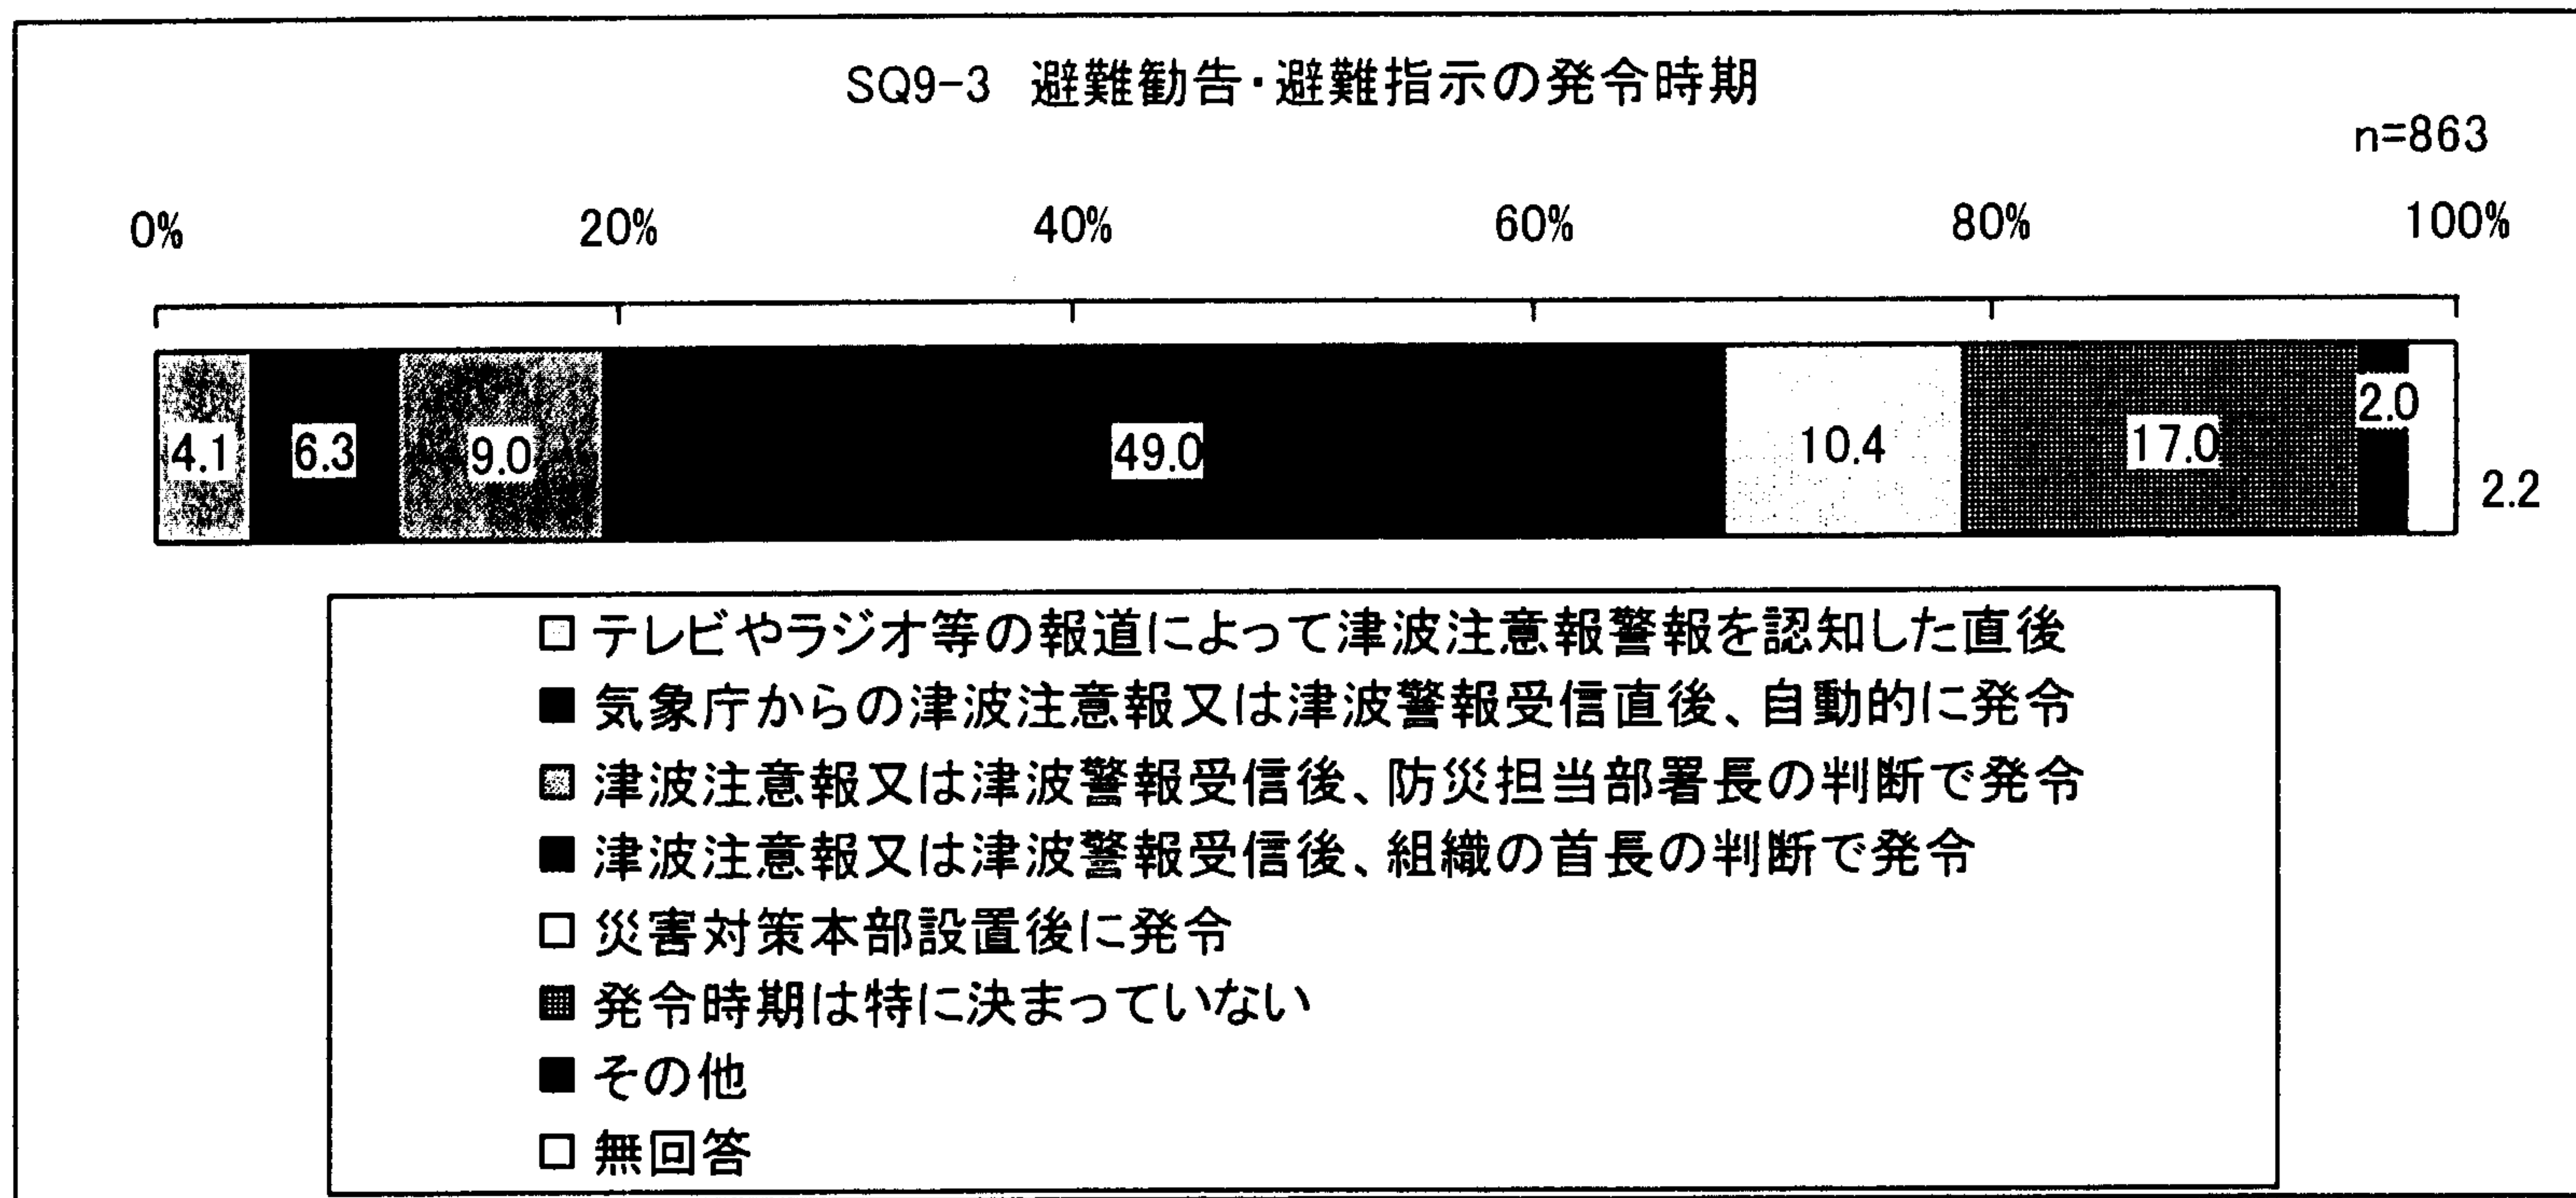 SQ9-3 避難勧告・避難指示の発令時期
n=863
0% 20% 40% 60% 80% 100%
4.1 6.3 9.0 49.0 10.4 17.0 2.0 2.2
テレビやラジオ等の報道によって津波注意報警報を認知した直後
気象庁からの津波注意報又は津波警報受信直後、自動的に発令
津波注意報又は津波警報受信後、防災担当部署長の判断で発令
津波注意報又は津波警報受信後、組織の首長の判断で発令
災害対策本部設置後に発令
発令時期は特に決まっていない
その他
無回答